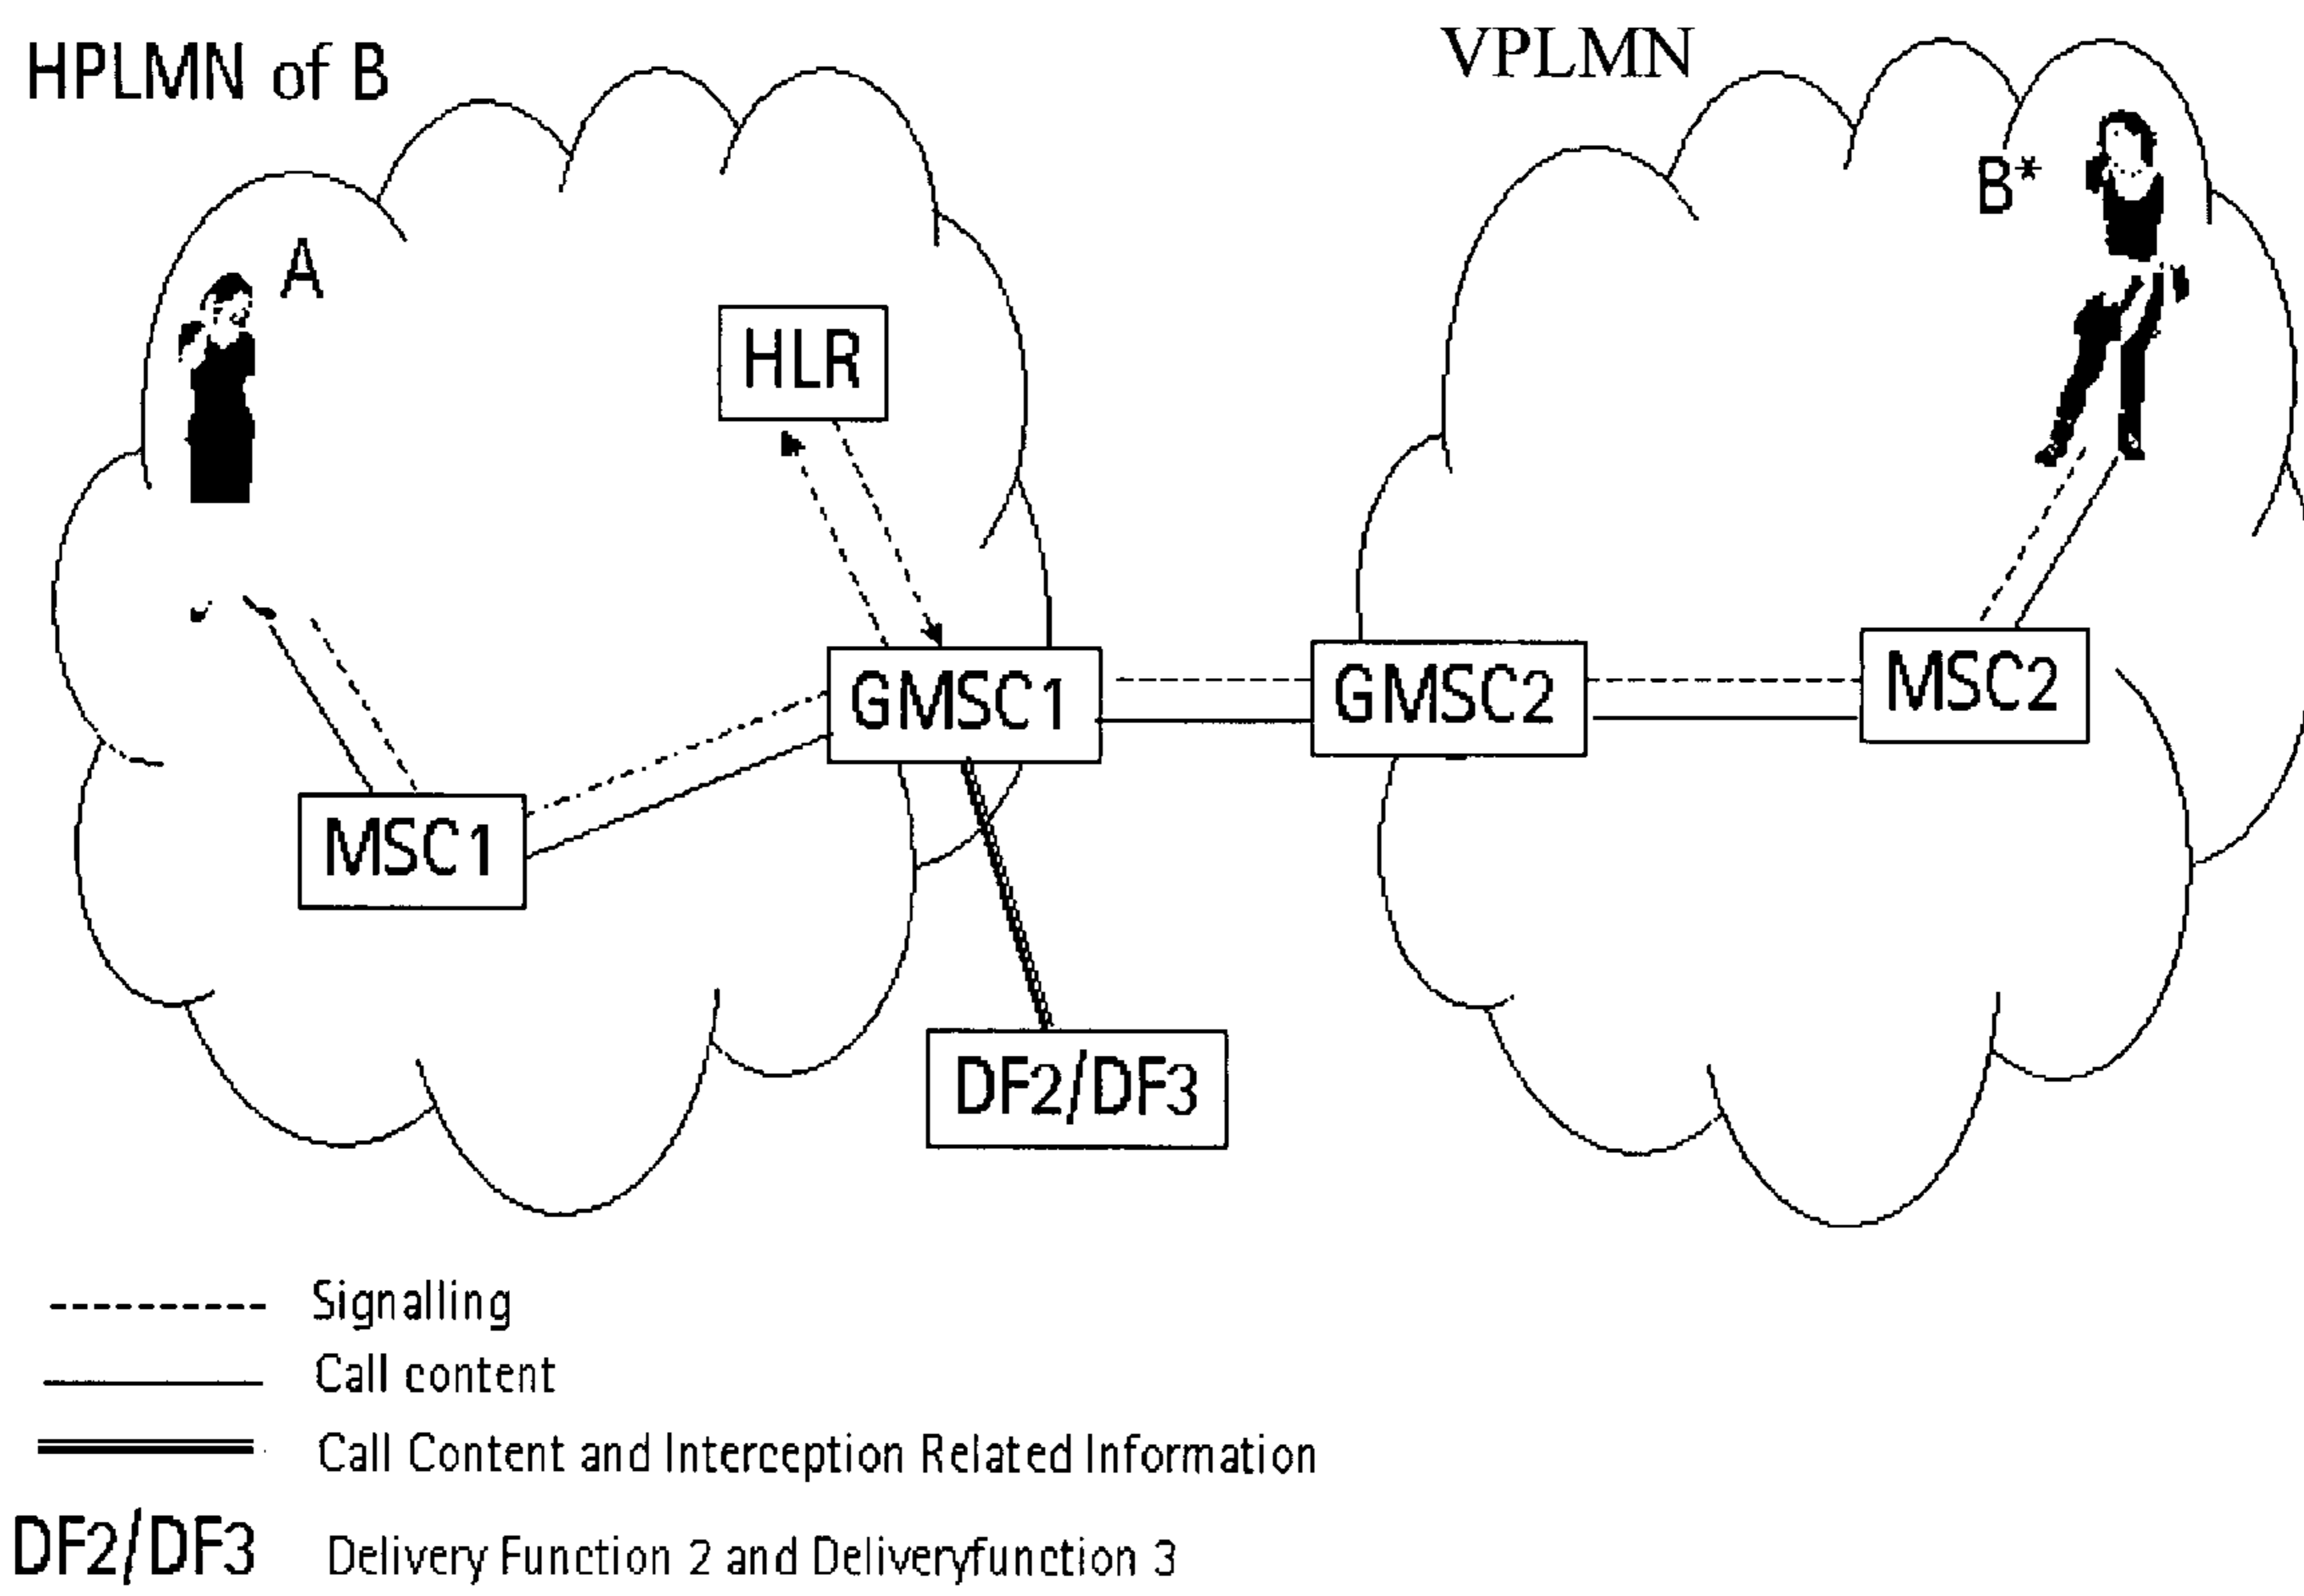 HPLMN of B
VPLMN
B*
A
HLR
GMSC1
GMSC2
MSC2
MSC1
DF2/DF3
Signalling
Call content
Call Content and Interception Related Information
DF2/DF3 Delivery Function 2 and Deliveryfunction 3